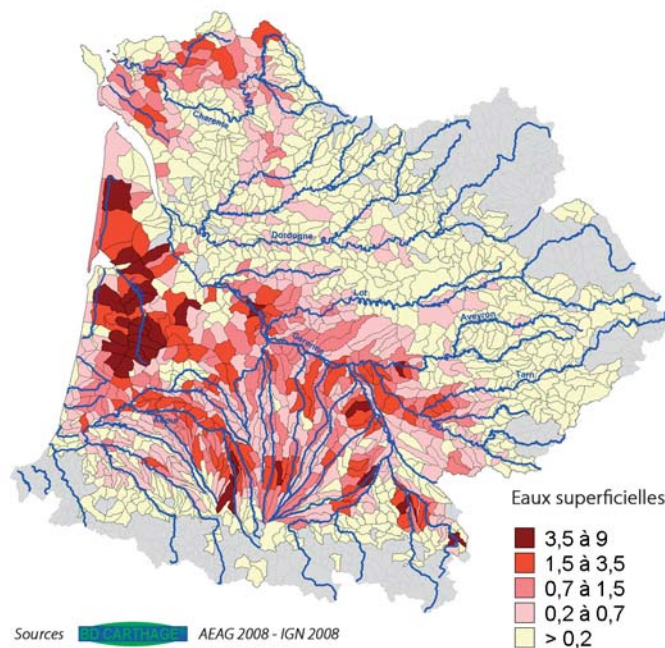 Charente
Dordogne
Lot
Aveyron
Garonne
Tarn
Adour
Eaux superficielles
3,5 à 9
1,5 à 3,5
0,7 à 1,5
0,2 à 0,7
> 0,2
Sources BD CARTHAGE AEAG 2008 - IGN 2008